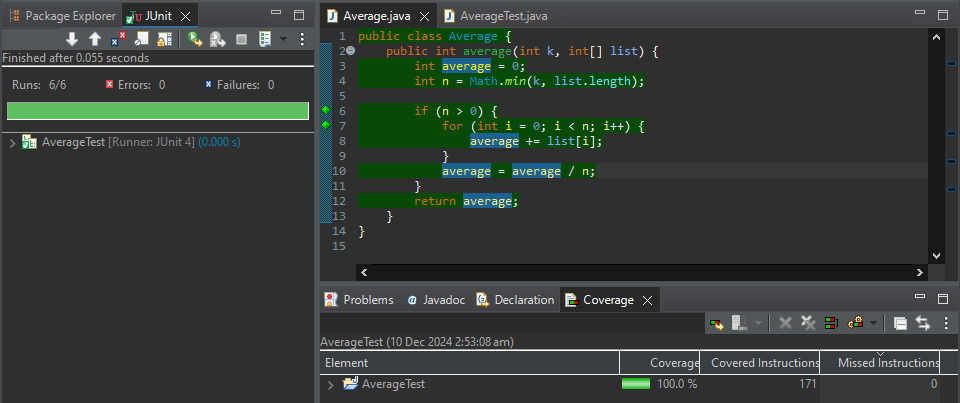 Package Explorer JUnit
Finished after 0.055 seconds
Runs: 6/6 Errors: 0 Failures: 0
AverageTest [Runner: JUnit 4] (0.000 s)
Average.java AverageTest.java
1 public class Average {
2 public int average(int k, int[] list) {
3 int average = 0;
4 int n = Math.min(k, list.length);
5
6 if (n > 0) {
7 for (int i = 0; i < n; i++) {
8 average += list[i];
9 }
10 average = average / n;
11 }
12 return average;
13 }
14 }
15
Problems @ Javadoc Declaration Coverage
AverageTest (10 Dec 2024 2:53:08 am)
Element Coverage Covered Instructions Missed Instructions
AverageTest 100.0 % 171 0